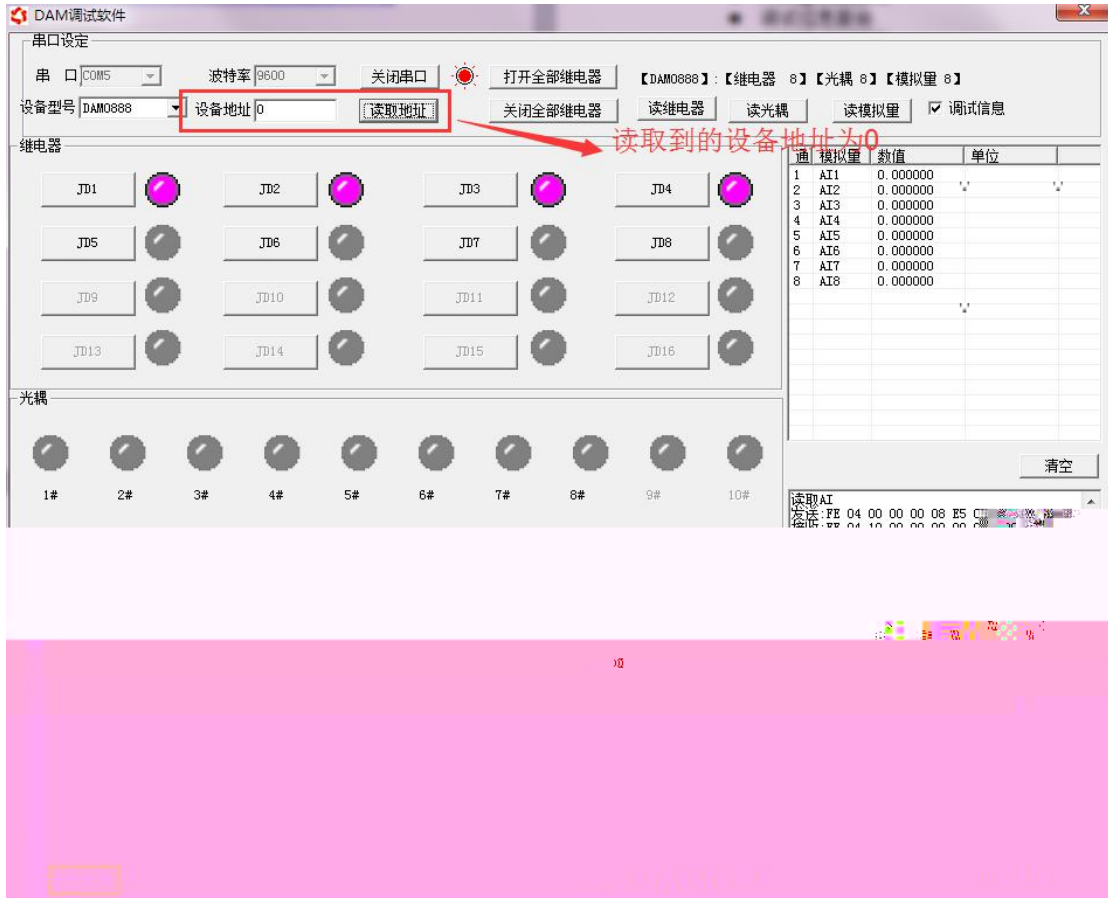 DAM调试软件
串口设定
串 口 COM5 波特率 9600 关闭串口 打开全部继电器 【DAM0888】:【继电器 8】【光耦 8】【模拟量 8】
设备型号 DAM0888 设备地址 0 读取地址 关闭全部继电器 读继电器 读光耦 读模拟量 调试信息
读取到的设备地址为0
继电器
JD1 JD2 JD3 JD4
JD5 JD6 JD7 JD8
JD9 JD10 JD11 JD12
JD13 JD14 JD15 JD16
通 模拟量 数值 单位
1 AI1 0.000000
2 AI2 0.000000
3 AI3 0.000000
4 AI4 0.000000
5 AI5 0.000000
6 AI6 0.000000
7 AI7 0.000000
8 AI8 0.000000
光耦
1# 2# 3# 4# 5# 6# 7# 8# 9# 10#
清空
读取AI
发送:FE 04 00 00 00 08 E5